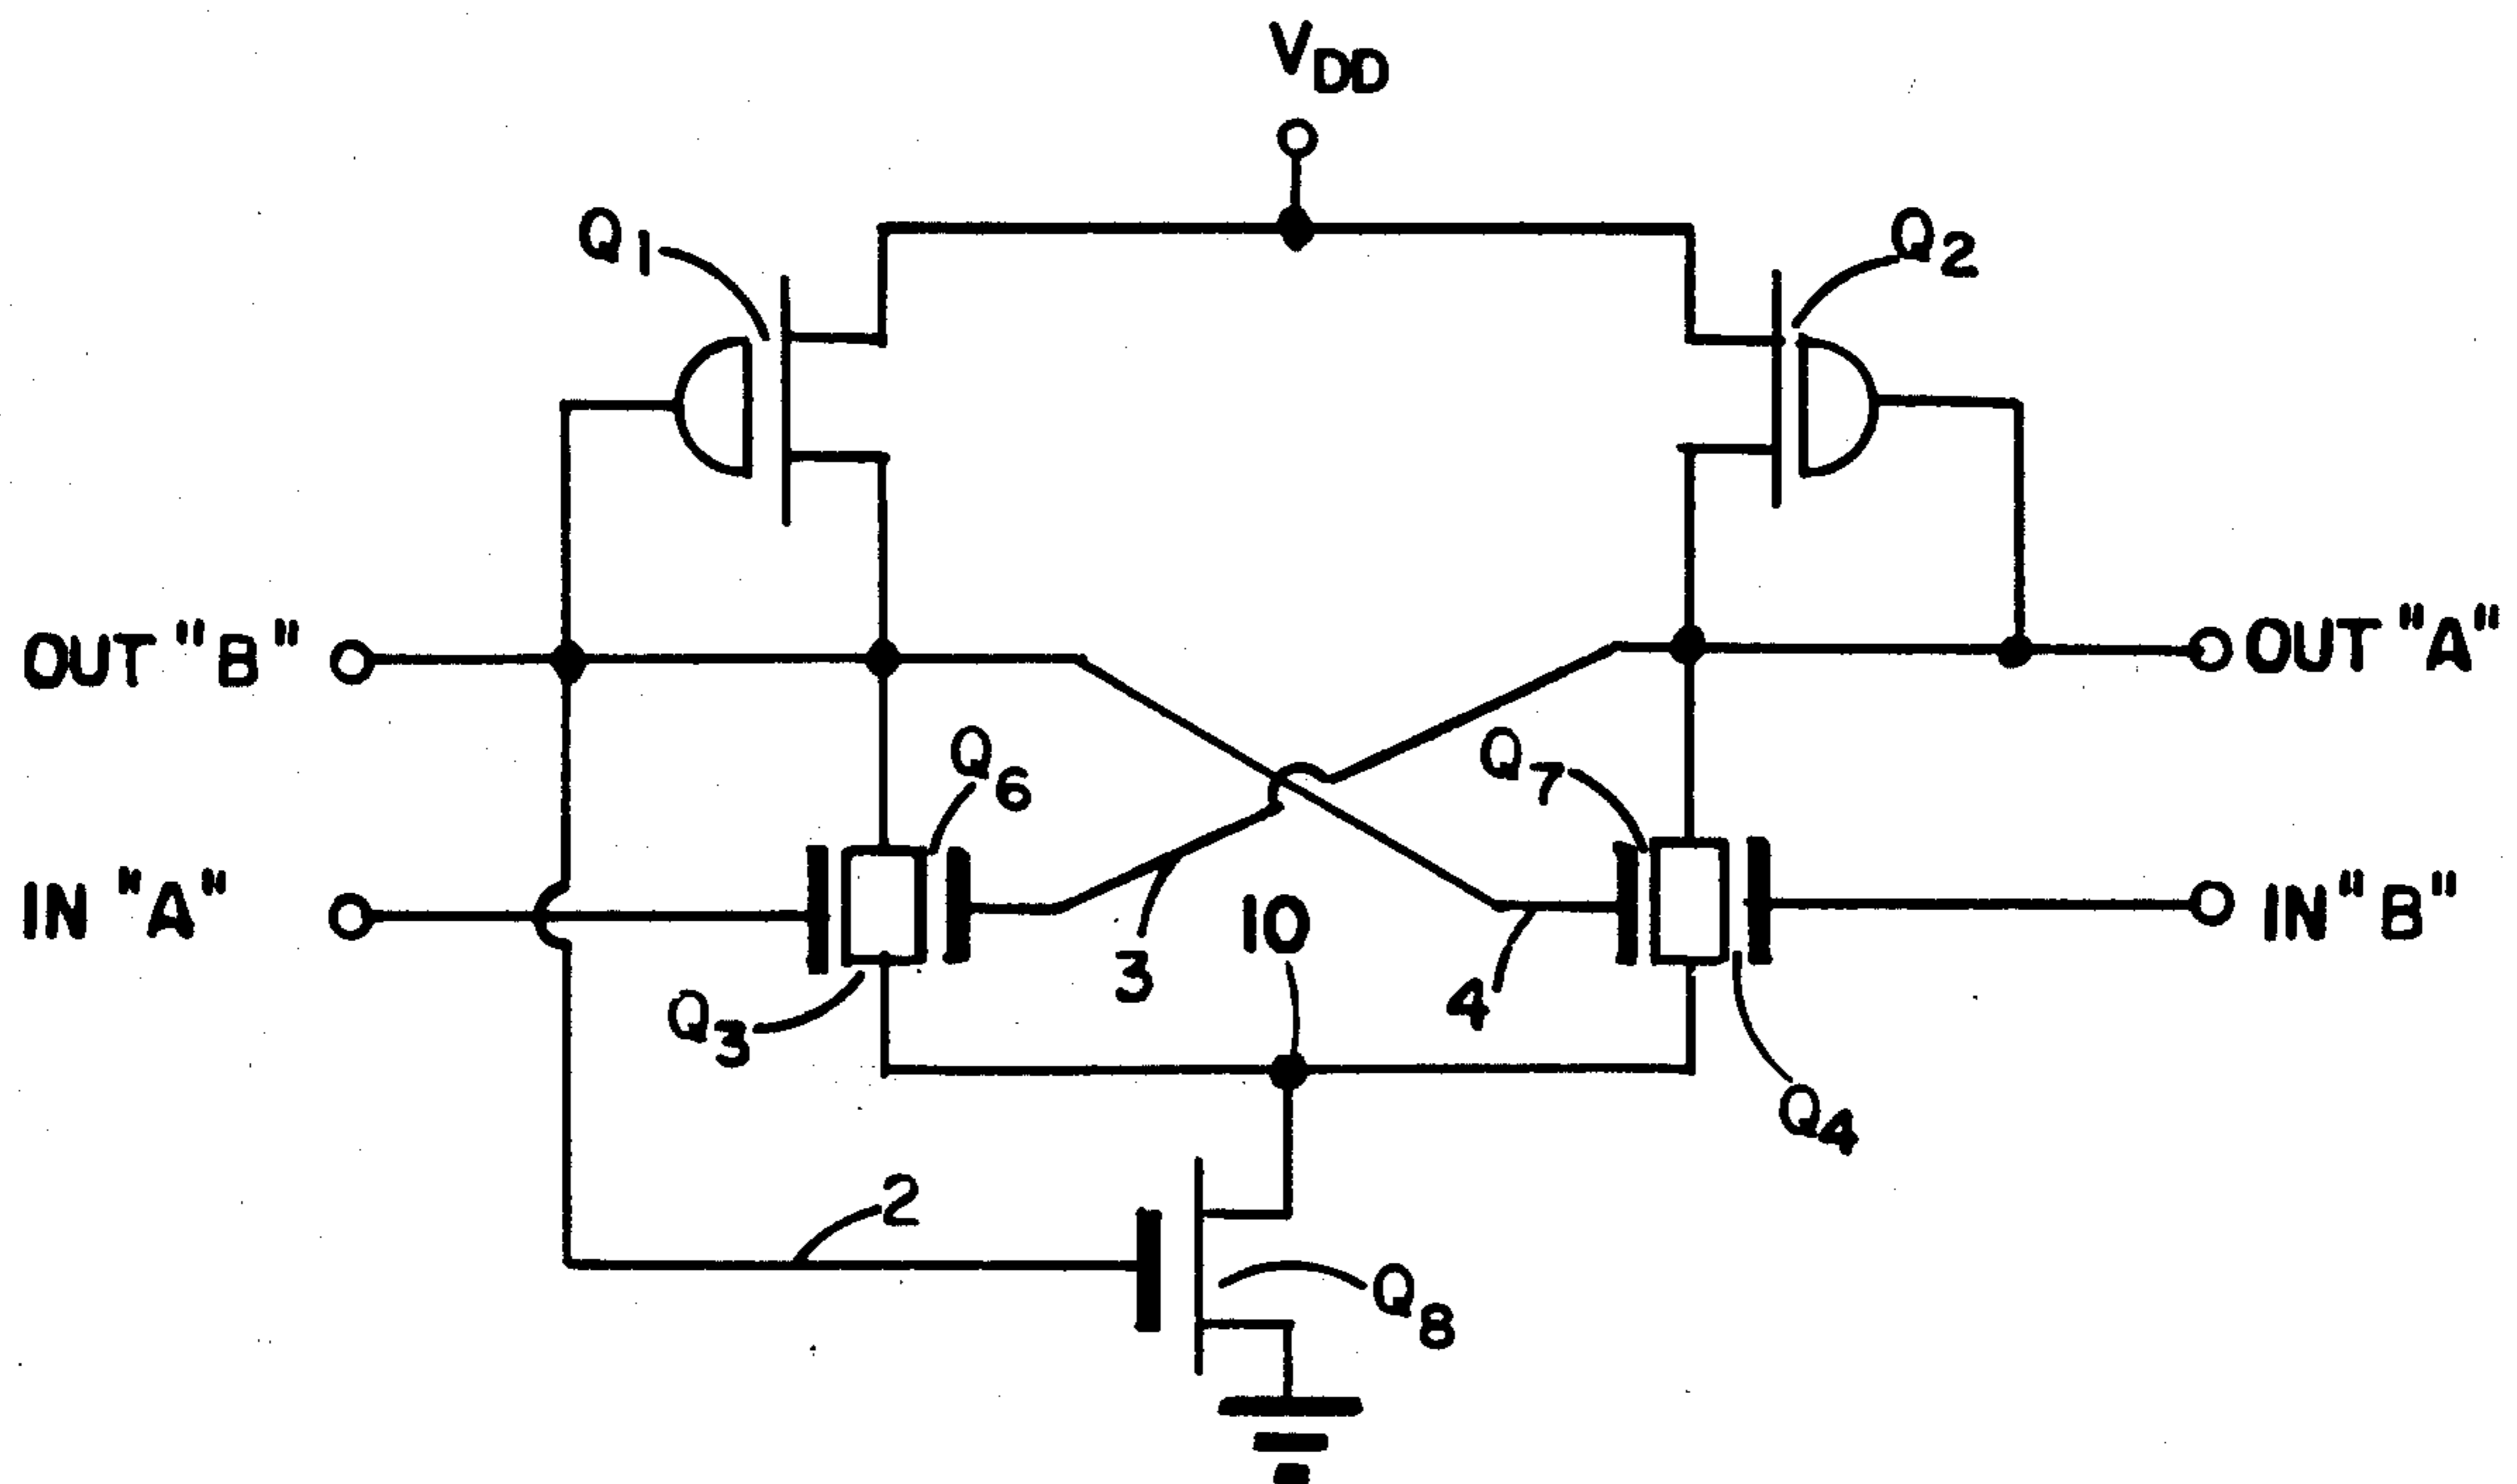 VDD
Q1
Q2
OUT "B"
OUT "A"
Q6
Q7
IN "A"
10
IN "B"
3
4
Q3
Q4
2
Q8